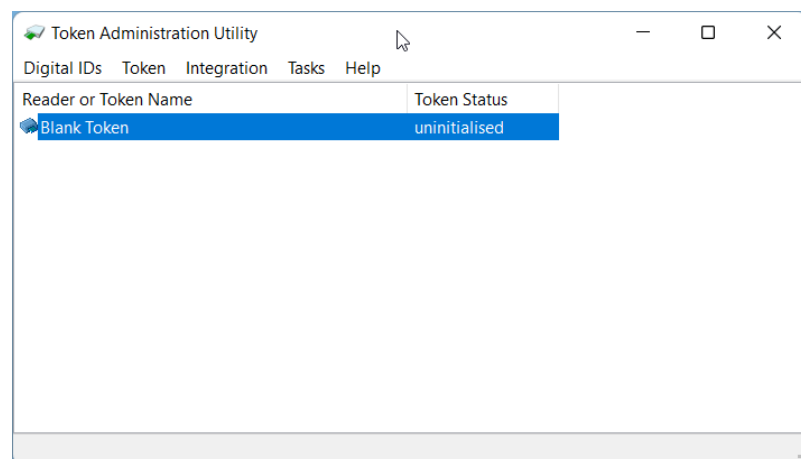 Token Administration Utility
Digital IDs Token Integration Tasks Help
Reader or Token Name Token Status
Blank Token uninitialised